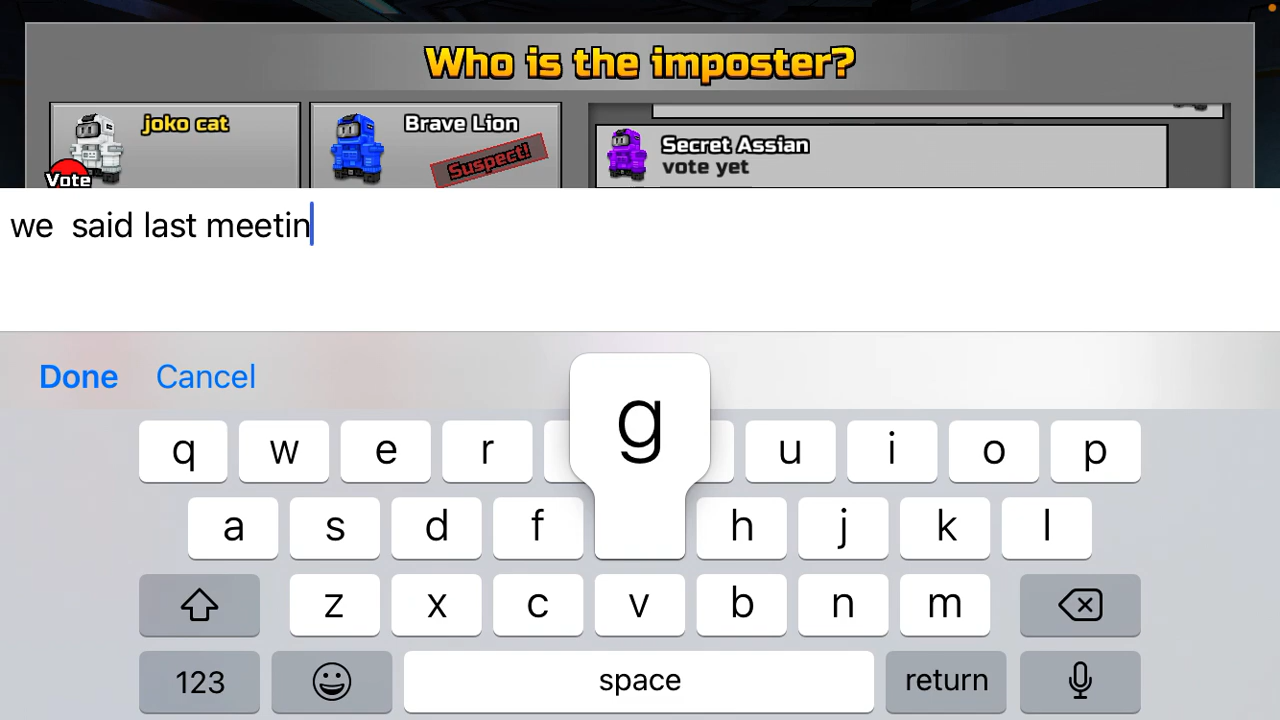 Who is the imposter?
joko cat
Vote
Brave Lion
Suspect!
Secret Assian
vote yet
we  said last meetin
Done Cancel
g
q w e r u i o p
a s d f h j k l
z x c v b n m
123 space return